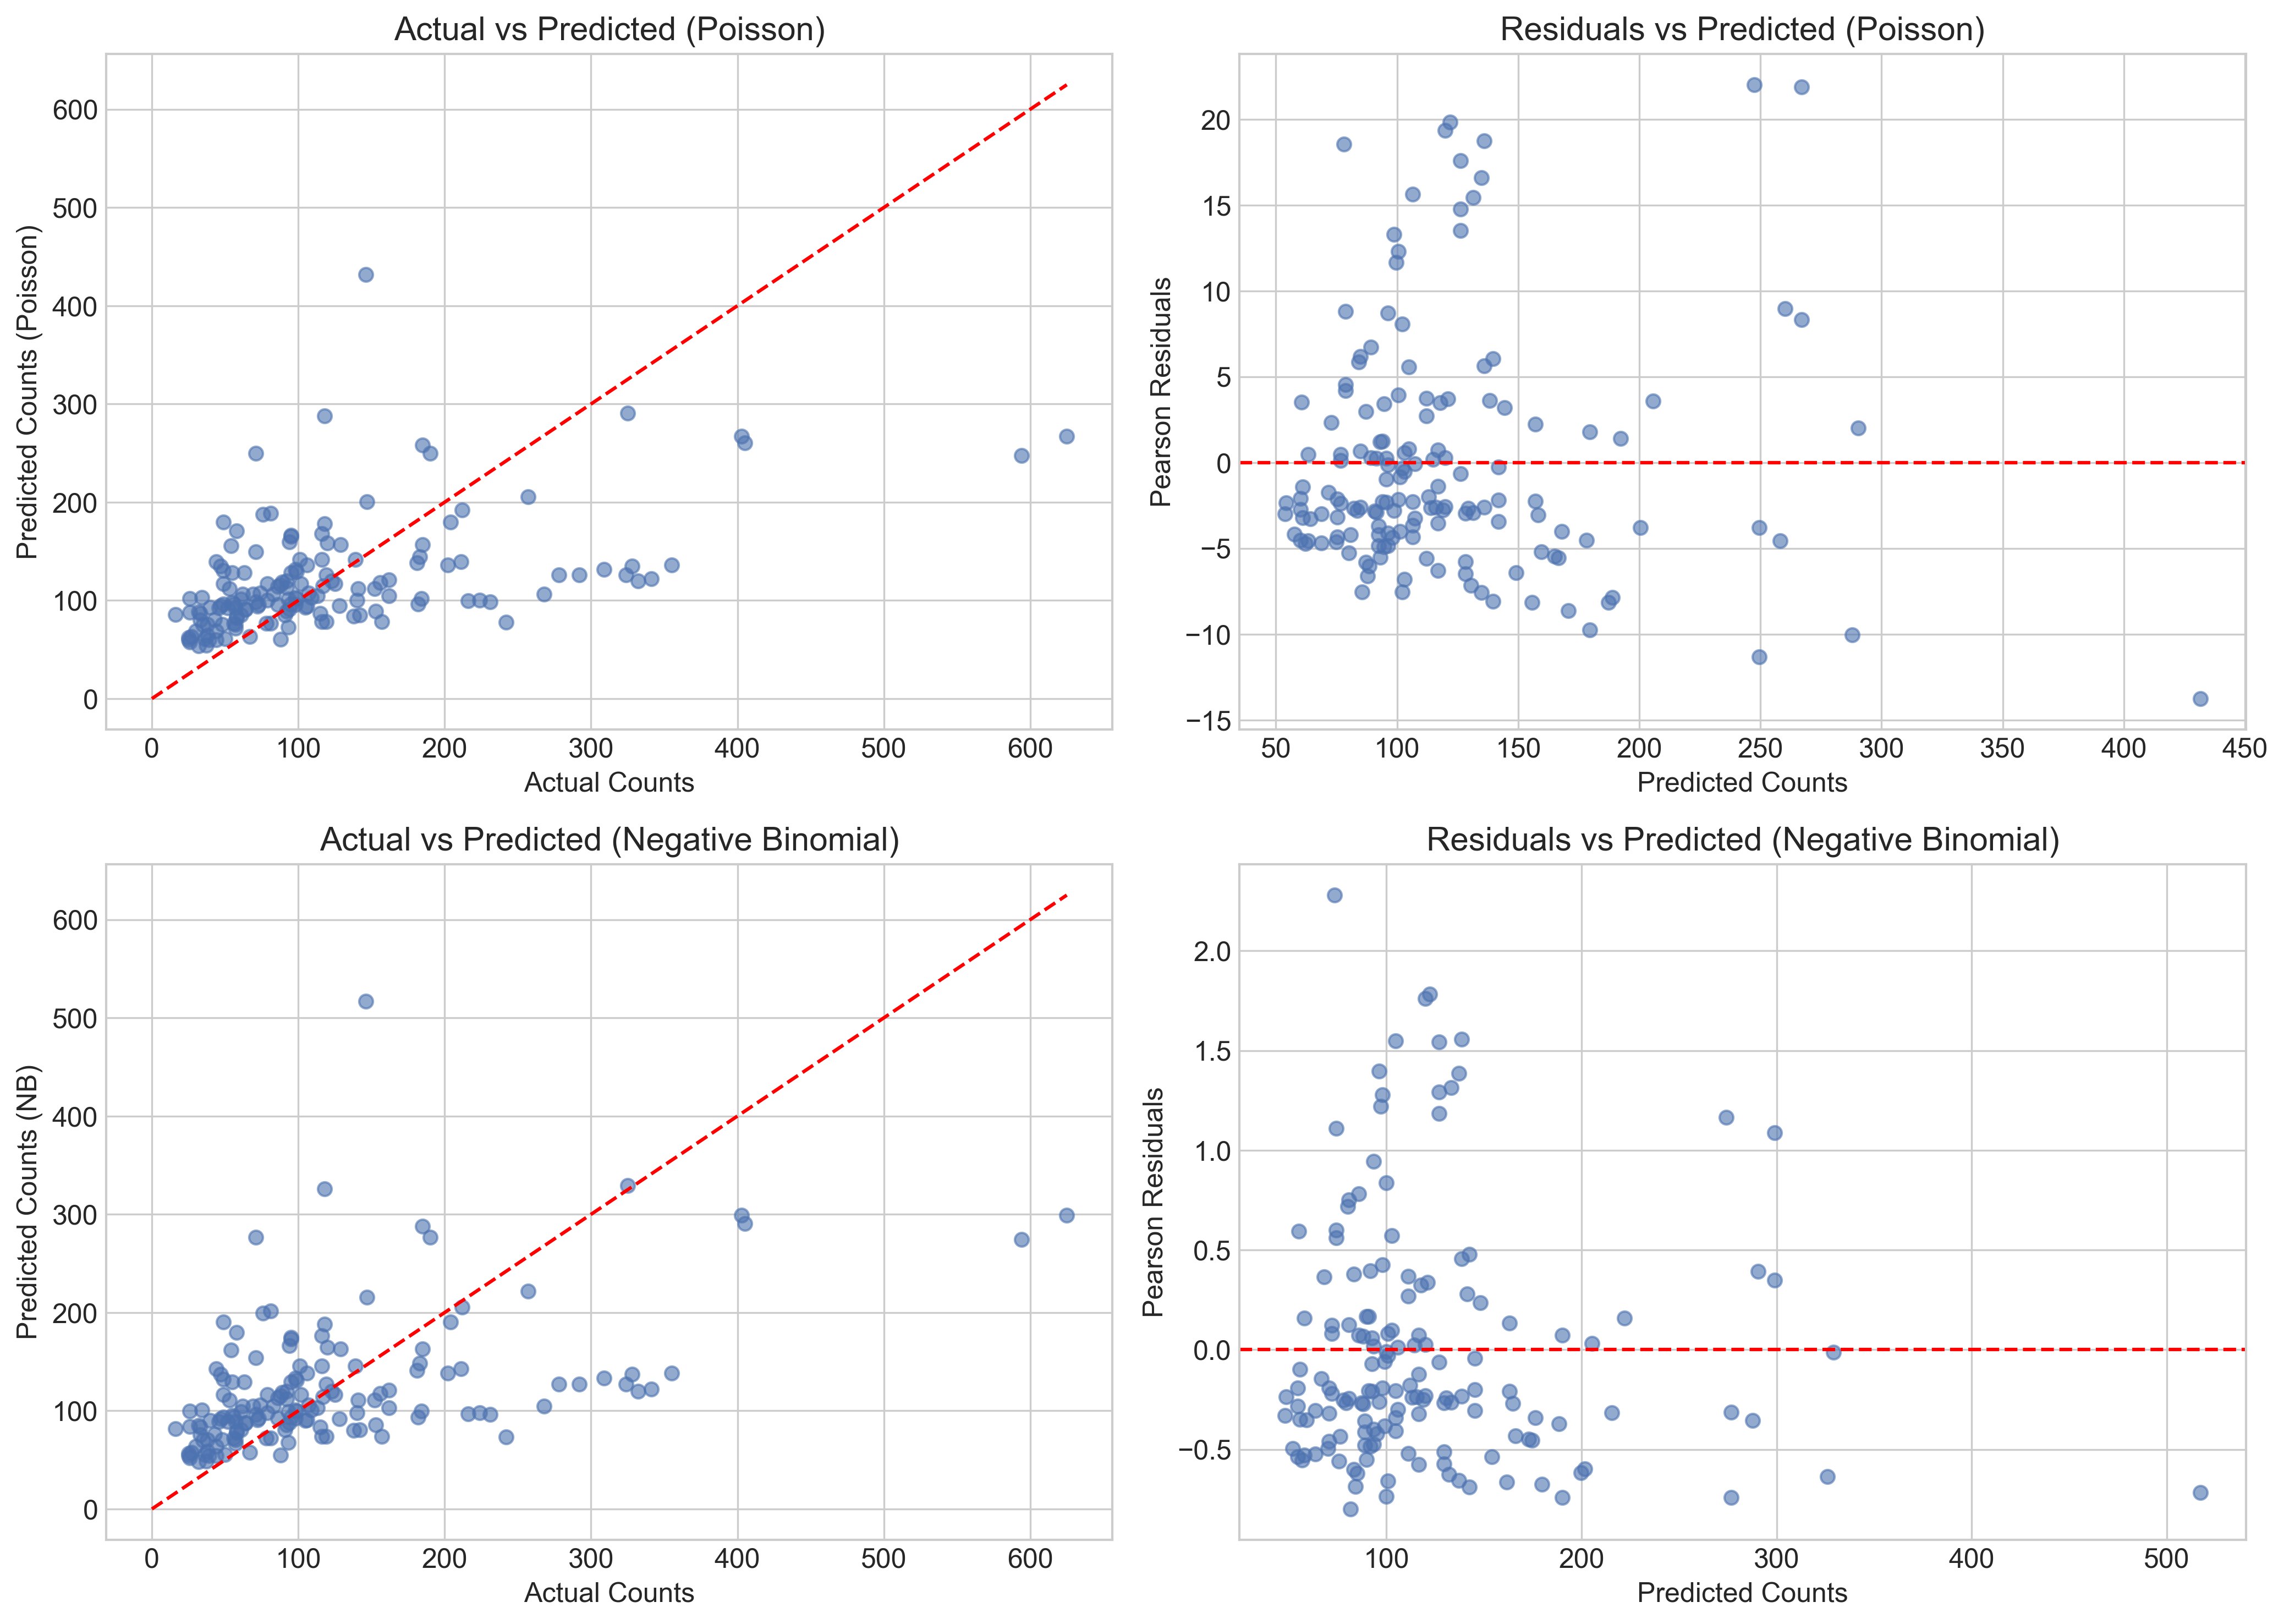 Actual vs Predicted (Poisson)
Predicted Counts (Poisson)
600
500
400
300
200
100
0
0 100 200 300 400 500 600
Actual Counts
Residuals vs Predicted (Poisson)
Pearson Residuals
20
15
10
5
0
−5
−10
−15
50 100 150 200 250 300 350 400 450
Predicted Counts
Actual vs Predicted (Negative Binomial)
Predicted Counts (NB)
600
500
400
300
200
100
0
0 100 200 300 400 500 600
Actual Counts
Residuals vs Predicted (Negative Binomial)
Pearson Residuals
2.0
1.5
1.0
0.5
0.0
−0.5
100 200 300 400 500
Predicted Counts